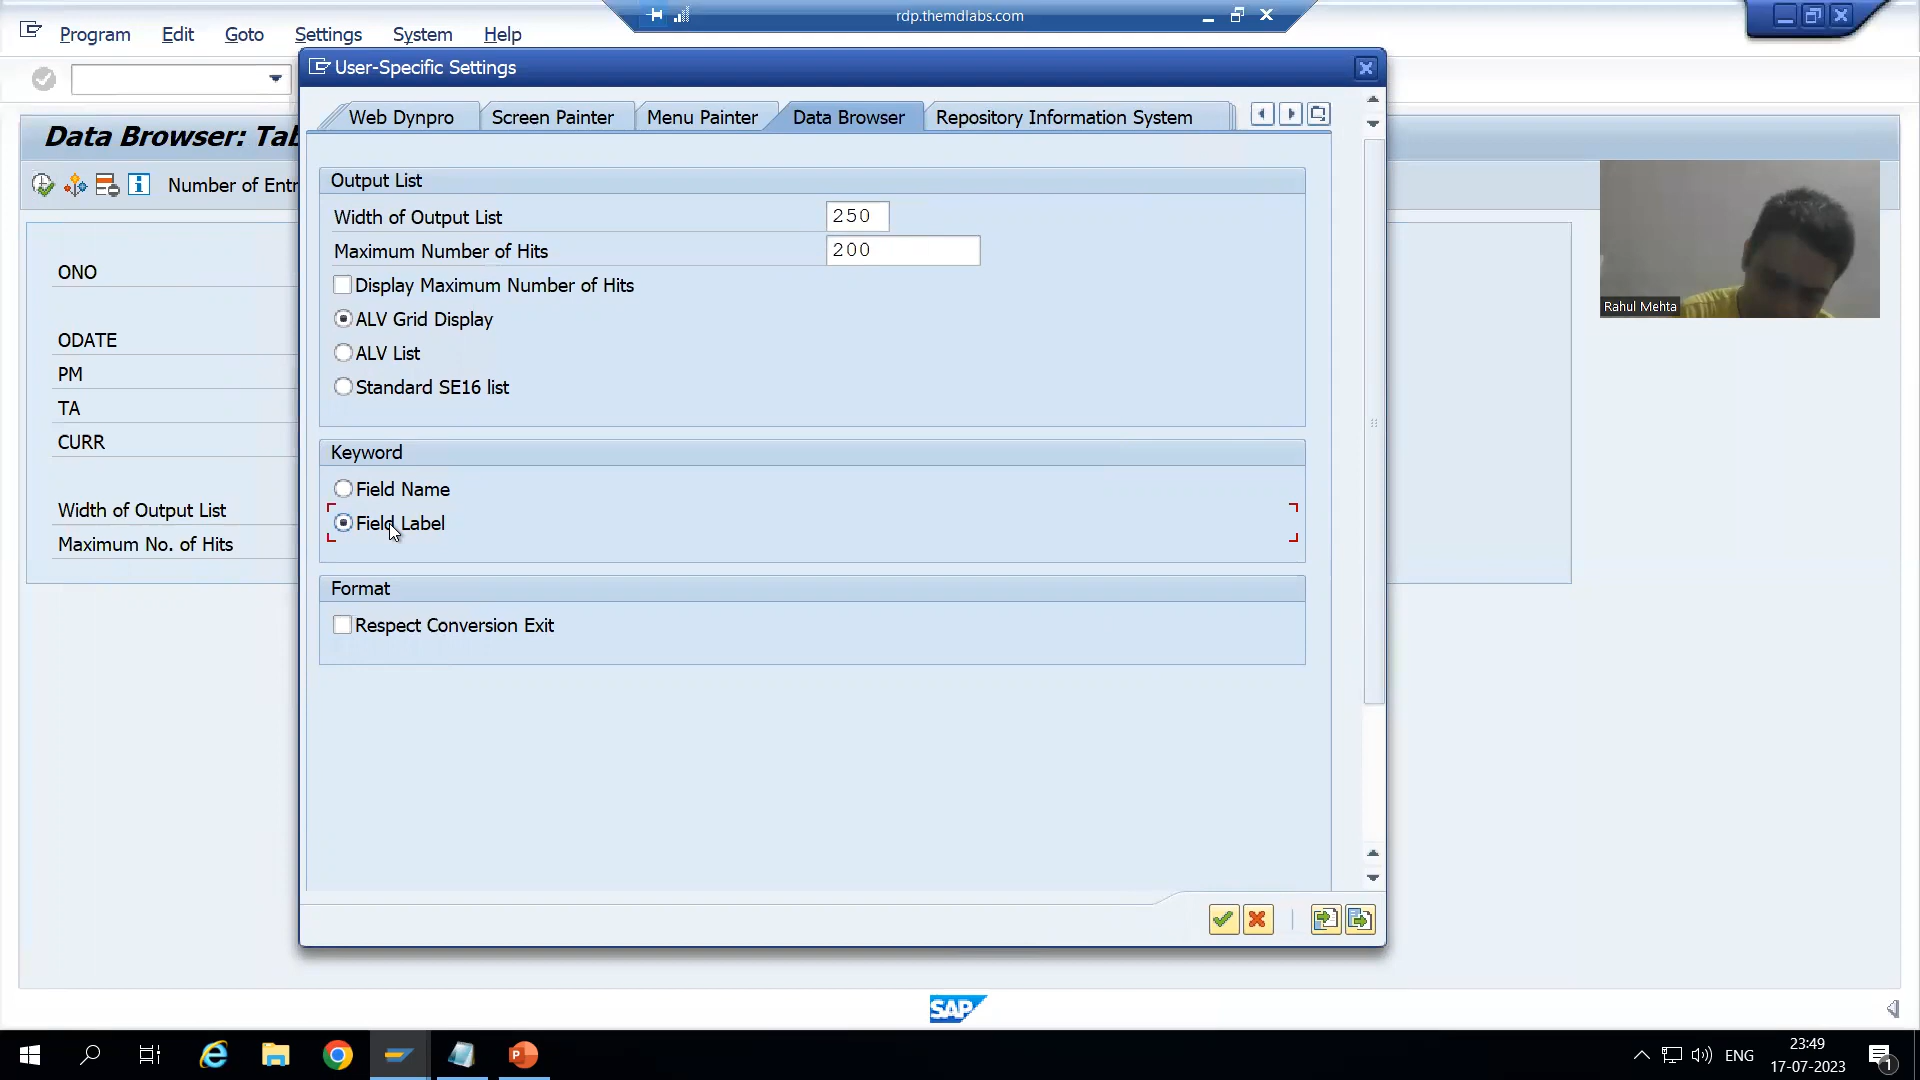 rdp.themdlabs.com
Program Edit Goto Settings System Help
User-Specific Settings
Web Dynpro Screen Painter Menu Painter Data Browser Repository Information System
Data Browser: Tab
Number of Entr
Output List
Width of Output List 250
Maximum Number of Hits 200
Display Maximum Number of Hits
ALV Grid Display
ALV List
Standard SE16 list
Keyword
Field Name
Field Label
Format
Respect Conversion Exit
ONO
ODATE
PM
TA
CURR
Width of Output List
Maximum No. of Hits
Rahul Mehta
SAP
ENG
23:49
17-07-2023
1